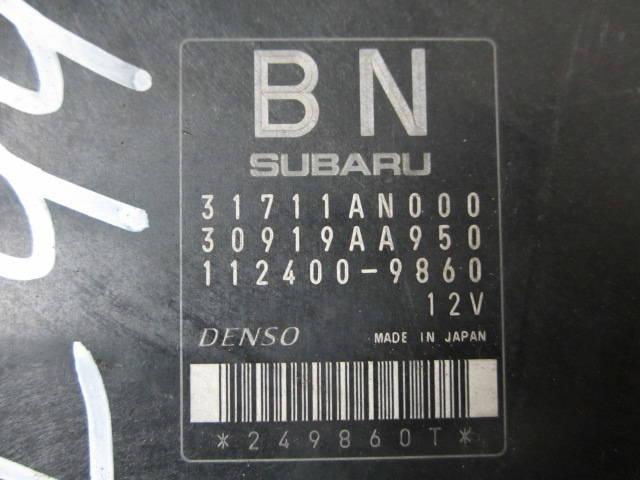 BN
SUBARU
31711AN000
30919AA950
112400-9860
12V
DENSO MADE IN JAPAN
*249860T*